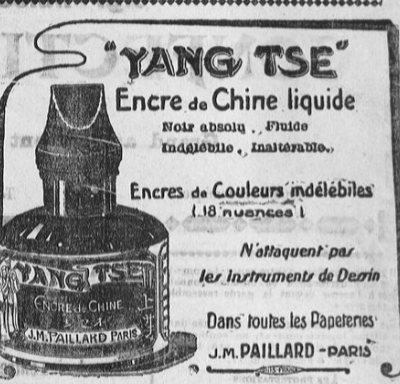 "YANG TSE"
Encre de Chine liquide
Noir absolu . Fluide
Indélébile . Inaltérable.
Encres de Couleurs indélébiles
(18 nuances)
N'attaquent pas
les Instruments de Dessin
Dans toutes les Papeteries
J.M. PAILLARD - PARIS
YANG TSE
ENCRE DE CHINE
J.M. PAILLARD PARIS